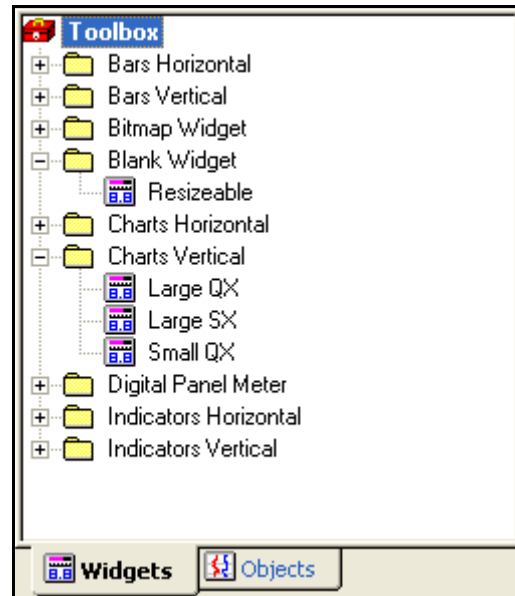 Toolbox
Bars Horizontal
Bars Vertical
Bitmap Widget
Blank Widget
Resizeable
Charts Horizontal
Charts Vertical
Large QX
Large SX
Small QX
Digital Panel Meter
Indicators Horizontal
Indicators Vertical
Widgets Objects